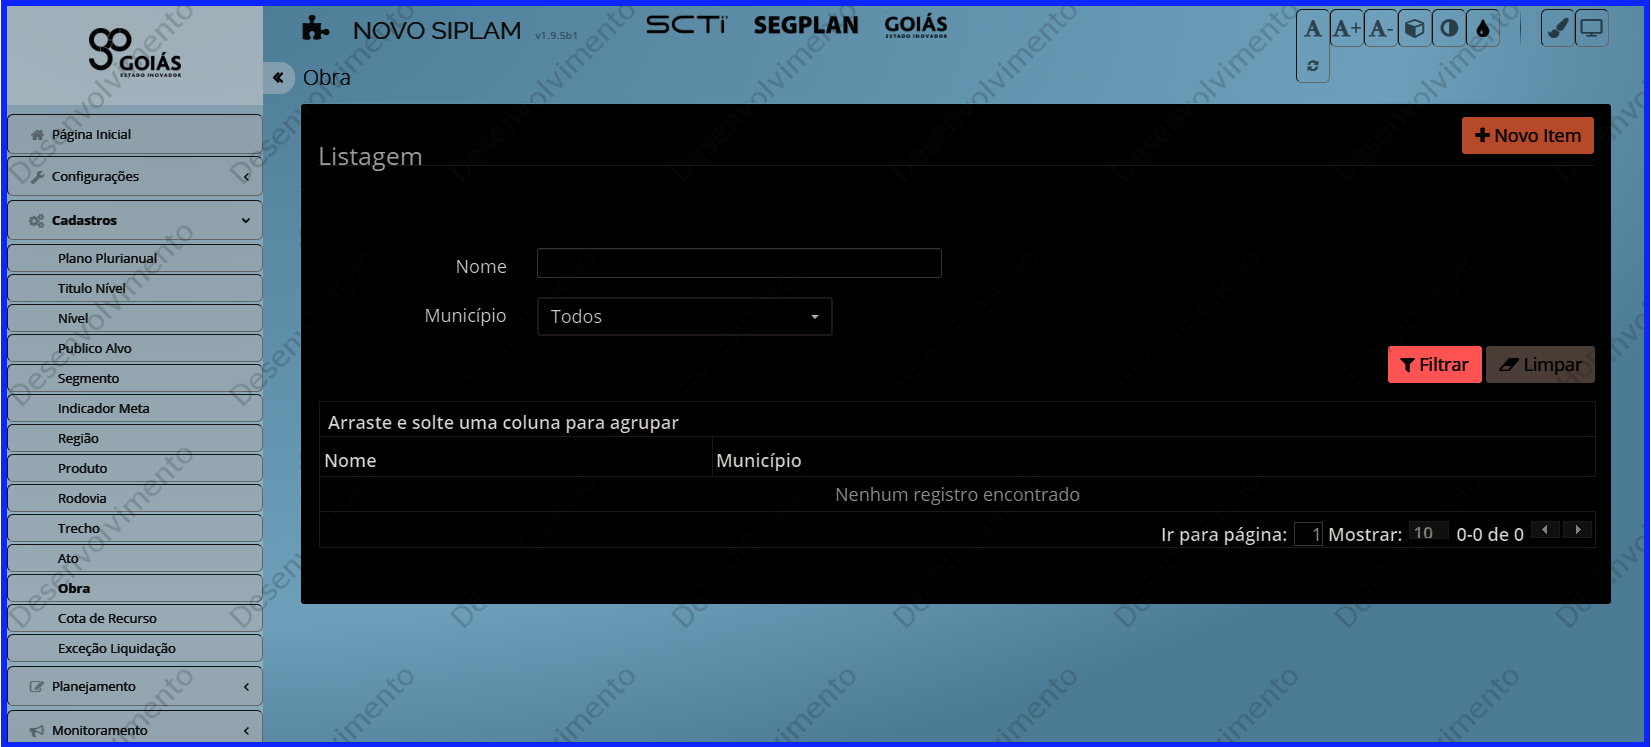 GOIÁS
ESTADO INOVADOR
NOVO SIPLAM v1.9.5b1
SCTi SEGPLAN GOIÁS
ESTADO INOVADOR
A A+ A-
Obra
Página Inicial
Configurações
Cadastros
Plano Plurianual
Titulo Nível
Nível
Publico Alvo
Segmento
Indicador Meta
Região
Produto
Rodovia
Trecho
Ato
Obra
Cota de Recurso
Exceção Liquidação
Planejamento
Monitoramento
Listagem
Novo Item
Nome
Município Todos
Filtrar Limpar
Arraste e solte uma coluna para agrupar
Nome Município
Nenhum registro encontrado
Ir para página: 1 Mostrar: 10 0-0 de 0
Desenvolvimento
Homologação